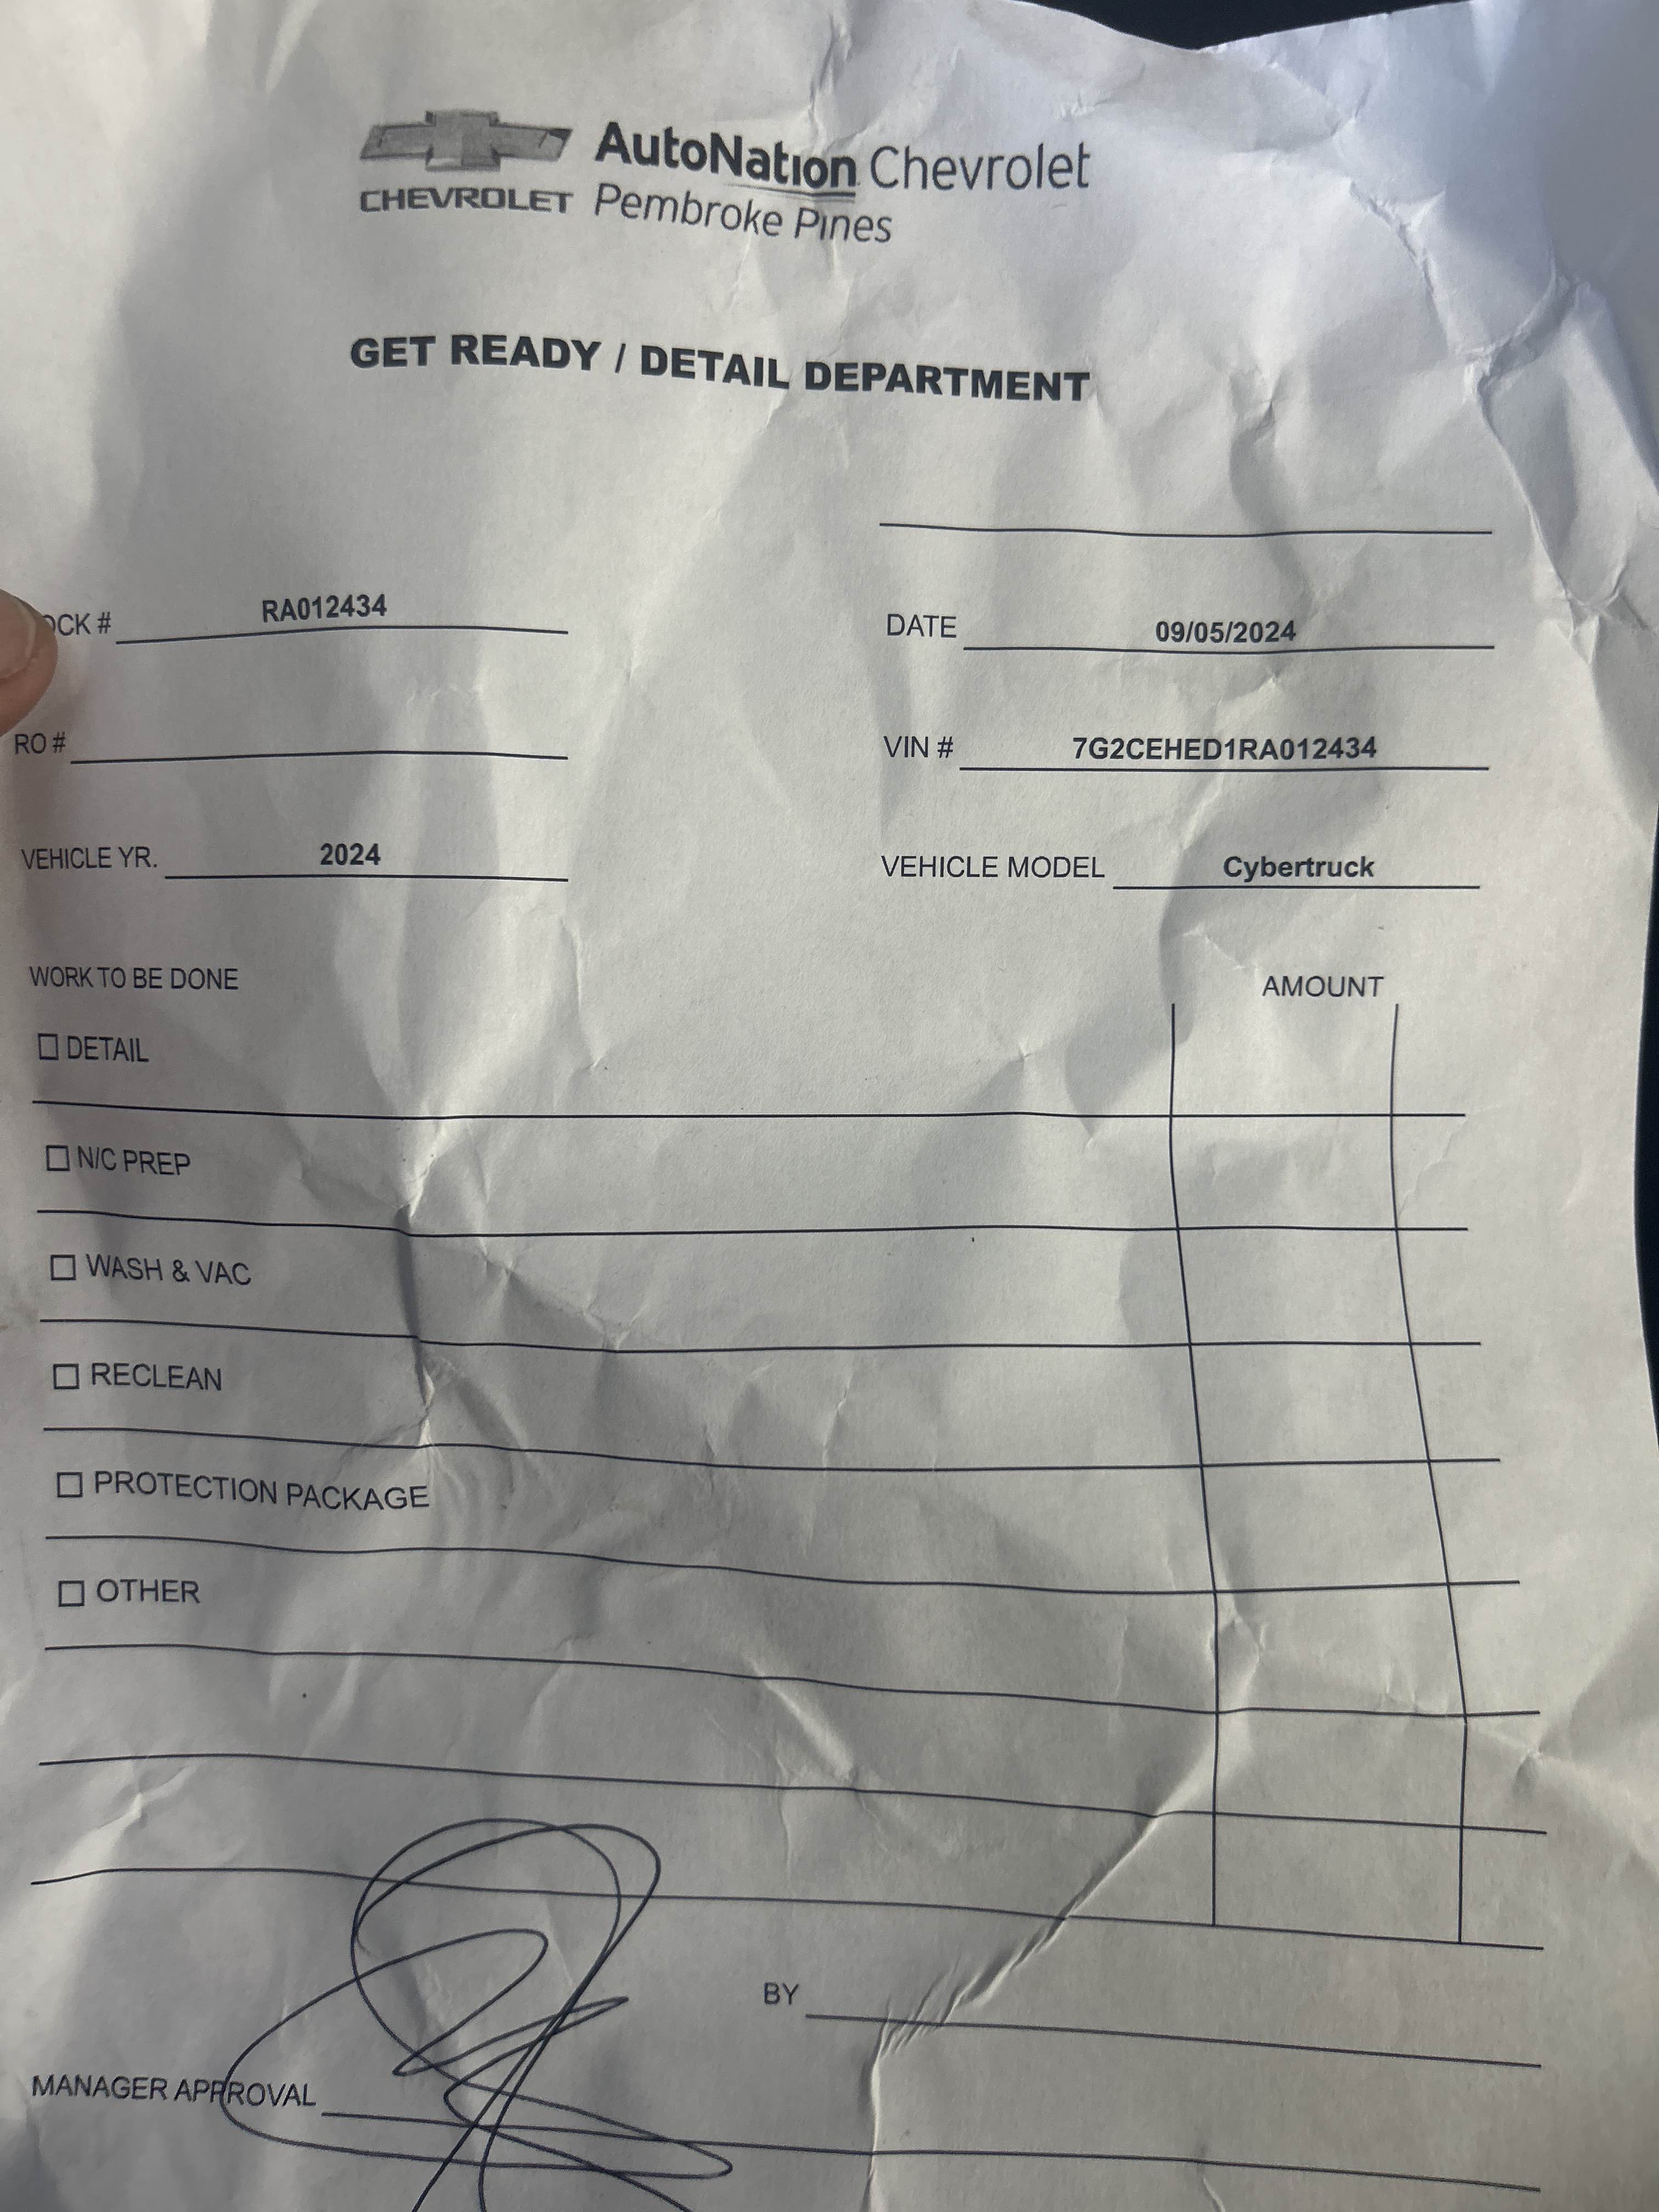 AutoNation Chevrolet
CHEVROLET Pembroke Pines
GET READY / DETAIL DEPARTMENT
OCK # RA012434 DATE 09/05/2024
RO # VIN # 7G2CEHED1RA012434
VEHICLE YR. 2024 VEHICLE MODEL Cybertruck
WORK TO BE DONE AMOUNT
DETAIL
N/C PREP
WASH & VAC
RECLEAN
PROTECTION PACKAGE
OTHER
BY
MANAGER APPROVAL